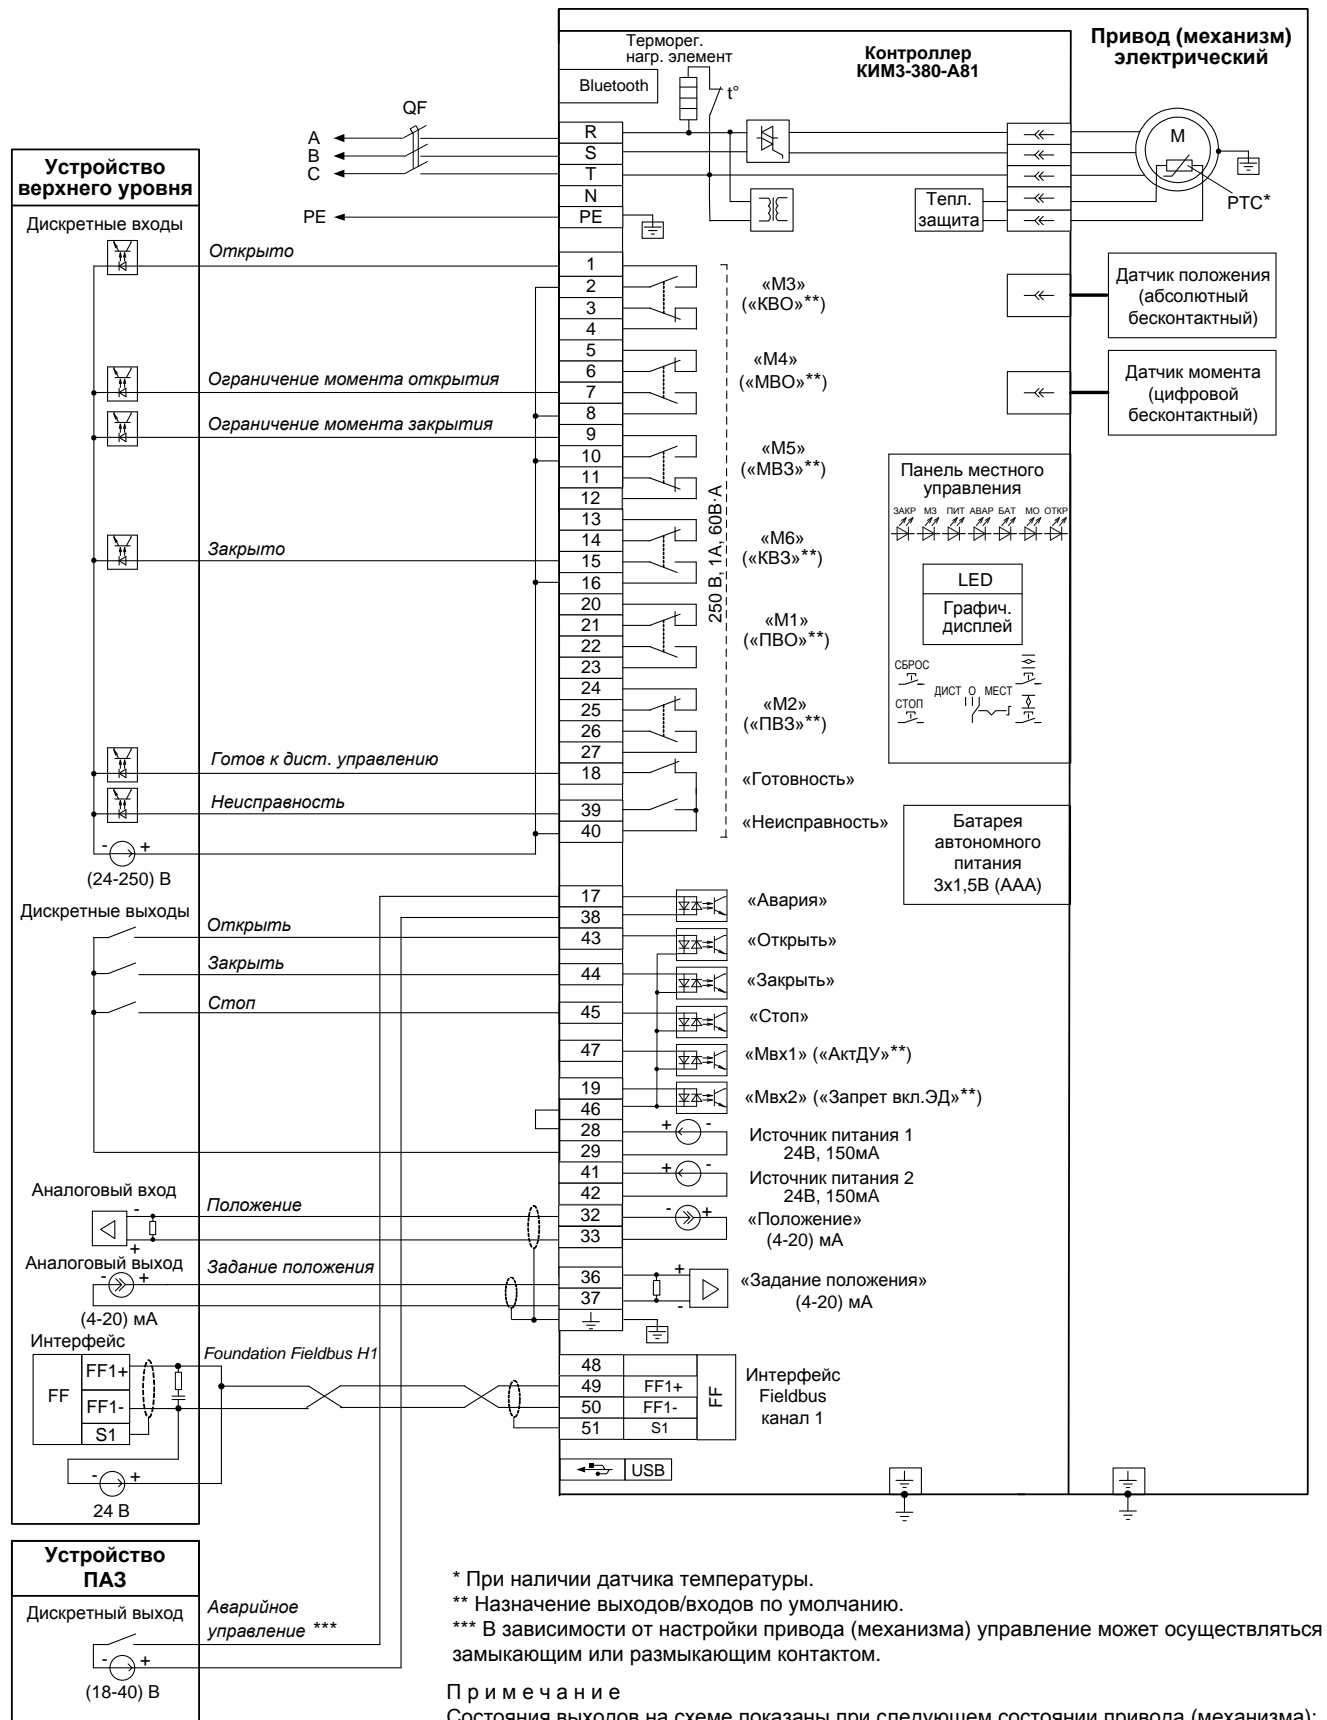 Привод (механизм)
электрический
Контроллер
КИМ3-380-А81
Терморег.
нагр. элемент
Bluetooth
t°
QF
A
B
C
PE
R
S
T
N
PE
M
PTC*
Тепл.
защита
Устройство
верхнего уровня
Дискретные входы
Открыто
Ограничение момента открытия
Ограничение момента закрытия
Закрыто
Готов к дист. управлению
Неисправность
- +
(24-250) В
1
2
3
4
5
6
7
8
9
10
11
12
13
14
15
16
20
21
22
23
24
25
26
27
18
39
40
«М3»
(«КВО»**)
«М4»
(«МВО»**)
«М5»
(«МВЗ»**)
«М6»
(«КВЗ»**)
«М1»
(«ПВО»**)
«М2»
(«ПВЗ»**)
«Готовность»
«Неисправность»
250 В, 1А, 60В·А
Датчик положения
(абсолютный
бесконтактный)
Датчик момента
(цифровой
бесконтактный)
Панель местного
управления
ЗАКР МЗ ПИТ АВАР БАТ МО ОТКР
LED
Графич.
дисплей
СБРОС
СТОП
ДИСТ О МЕСТ
Батарея
автономного
питания
3х1,5В (ААА)
Дискретные выходы
Открыть
Закрыть
Стоп
17
38
43
44
45
47
19
46
28
29
41
42
32
33
36
37
«Авария»
«Открыть»
«Закрыть»
«Стоп»
«Мвх1» («АктДУ»**)
«Мвх2» («Запрет вкл.ЭД»**)
+ -
Источник питания 1
24В, 150мА
+ -
Источник питания 2
24В, 150мА
- +
«Положение»
(4-20) мА
+
-
«Задание положения»
(4-20) мА
Аналоговый вход
-
+
Положение
Аналоговый выход
- +
(4-20) мА
Задание положения
Интерфейс
FF
FF1+
FF1-
S1
Foundation Fieldbus H1
- +
24 В
48
49 FF1+
50 FF1-
51 S1
FF
Интерфейс
Fieldbus
канал 1
USB
Устройство
ПАЗ
Дискретный выход
- +
(18-40) В
Аварийное
управление ***
* При наличии датчика температуры.
** Назначение выходов/входов по умолчанию.
*** В зависимости от настройки привода (механизма) управление может осуществляться
замыкающим или размыкающим контактом.
П р и м е ч а н и е
Состояния выходов на схеме показаны при следующем состоянии привода (механизма):